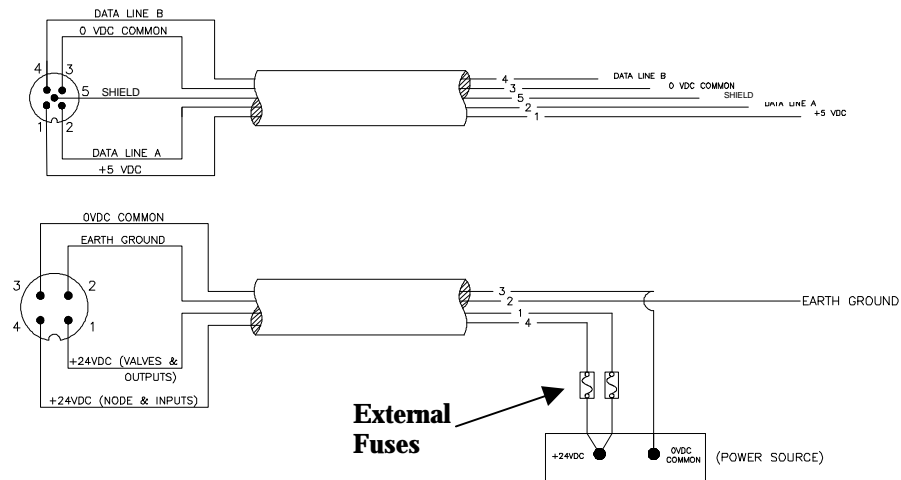 DATA LINE B
0 VDC COMMON
4 3
5 SHIELD
1 2
DATA LINE A
+5 VDC
4 DATA LINE B
3 0 VDC COMMON
5 SHIELD
2 DATA LINE A
1 +5 VDC
0VDC COMMON
EARTH GROUND
3 2
4 1
+24VDC (VALVES &
OUTPUTS)
+24VDC (NODE & INPUTS)
3
2 EARTH GROUND
1
4
External
Fuses
+24VDC
0VDC
COMMON
(POWER SOURCE)